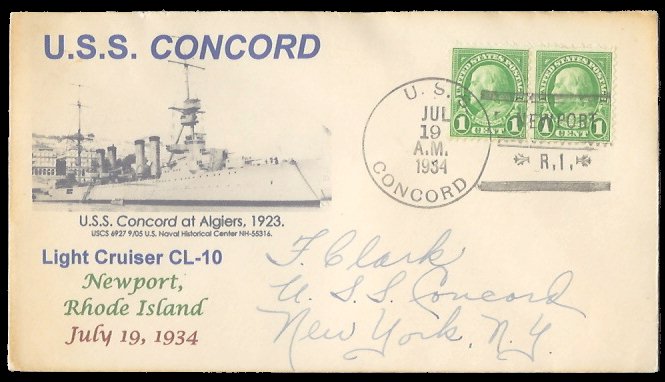 U.S.S. CONCORD
U.S.S. Concord at Algiers, 1923.
USCS 6927 9/05 U.S. Naval Historical Center NH-55316.
Light Cruiser CL-10
Newport,
Rhode Island
July 19, 1934
UNITED STATES POSTAGE
1 CENT 1
UNITED STATES POSTAGE
1 CENT 1
U. S. S.
JUL
19
A.M.
1934
CONCORD
NEWPORT
R.I.
F. Clark
U.S.S Concord
New York, N.Y.